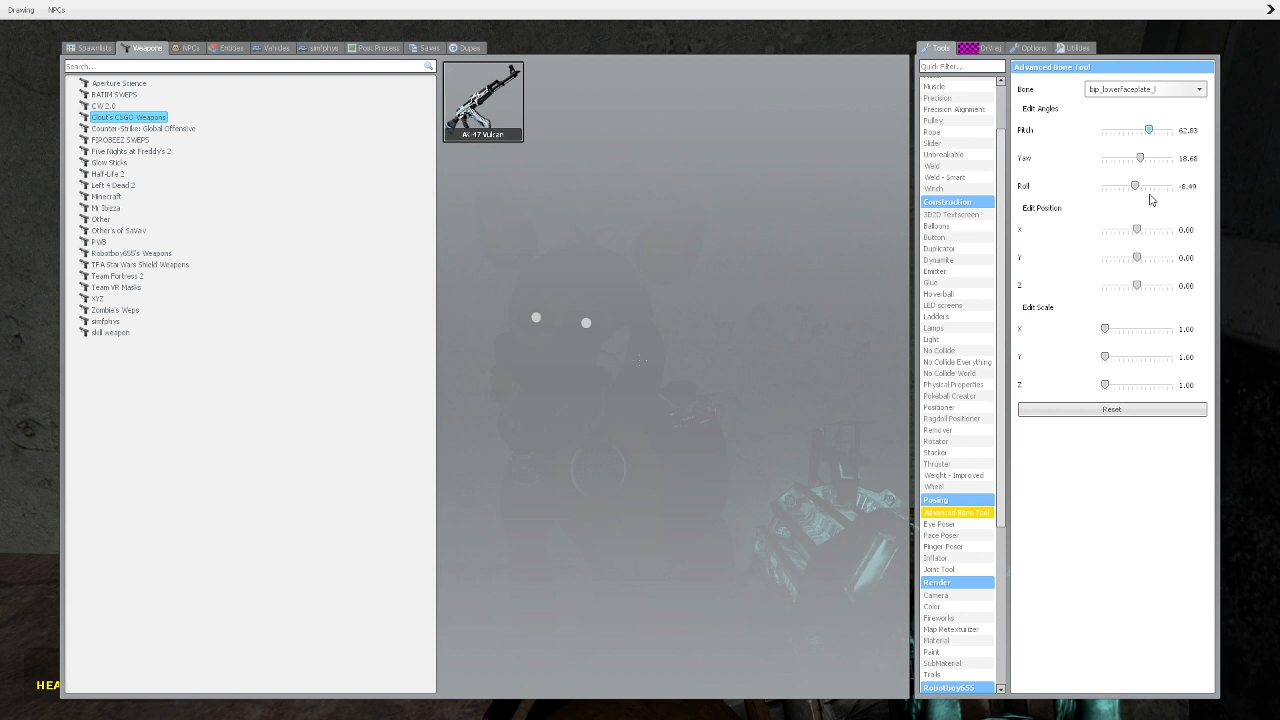 Drawing NPCs
Spawnlists Weapons NPCs Entities Vehicles simfphys Post Process Saves Dupes
Search...
Aperture Science
BATIM SWEPS
CW 2.0
Clout's CSGO Weapons
Counter-Strike: Global Offensive
FIROBEEZ SWEPS
Five Nights at Freddy's 2
Glow Sticks
Half-Life 2
Left 4 Dead 2
Minecraft
Mr Ibizza
Other
Other's of SaVav
PWB
Robotboy655's Weapons
TFA StarWars Shield Weapons
Team Fortress 2
Team VR Masks
XYZ
Zombie's Weps
simfphys
skill weapon
AK-47 Vulcan
Tools DrVrej Options Utilities
Quick Filter...
Muscle
Precision
Precision Alignment
Pulley
Rope
Slider
Unbreakable
Weld
Weld - Smart
Winch
Construction
3D2D Textscreen
Balloons
Button
Duplicator
Dynamite
Emitter
Glue
Hoverball
LED screens
Ladders
Lamps
Light
No Collide
No Collide Everything
No Collide World
Physical Properties
Pokéball Creator
Positioner
Ragdoll Positioner
Remover
Rotator
Stacker
Thruster
Weight - Improved
Wheel
Posing
Advanced Bone Tool
Eye Poser
Face Poser
Finger Poser
Inflator
Joint Tool
Render
Camera
Color
Fireworks
Map Retexturizer
Material
Paint
SubMaterial
Trails
Robotboy655
Advanced Bone Tool
Bone bip_lowerfaceplate_l
Edit Angles
Pitch 62.83
Yaw 18.68
Roll -8.49
Edit Position
X 0.00
Y 0.00
Z 0.00
Edit Scale
X 1.00
Y 1.00
Z 1.00
Reset
HEA